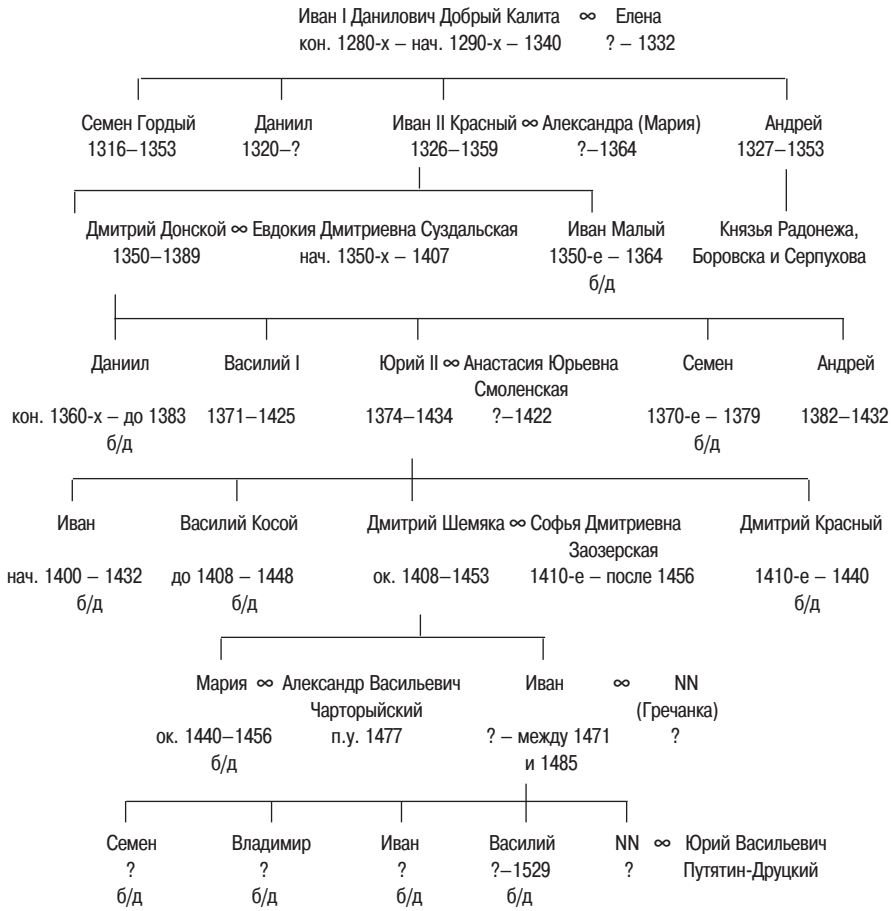 Иван I Данилович Добрый Калита ∞ Елена
кон. 1280-х – нач. 1290-х – 1340 ? – 1332
Семен Гордый Даниил Иван II Красный ∞ Александра (Мария) Андрей
1316–1353 1320–? 1326–1359 ?–1364 1327–1353
Дмитрий Донской ∞ Евдокия Дмитриевна Суздальская Иван Малый Князья Радонежа,
1350–1389 нач. 1350-х – 1407 1350-е – 1364 Боровска и Серпухова
б/д
Даниил Василий I Юрий II ∞ Анастасия Юрьевна Семен Андрей
Смоленская
кон. 1360-х – до 1383 1371–1425 1374–1434 ?–1422 1370-е – 1379 1382–1432
б/д б/д
Иван Василий Косой Дмитрий Шемяка ∞ Софья Дмитриевна Дмитрий Красный
Заозерская
нач. 1400 – 1432 до 1408 – 1448 ок. 1408–1453 1410-е – после 1456 1410-е – 1440
б/д б/д б/д
Мария ∞ Александр Васильевич Иван ∞ NN
Чарторыйский (Гречанка)
ок. 1440–1456 п.у. 1477 ? – между 1471 ?
б/д и 1485
Семен Владимир Иван Василий NN ∞ Юрий Васильевич
? ? ? ?–1529 ? Путятин-Друцкий
б/д б/д б/д б/д